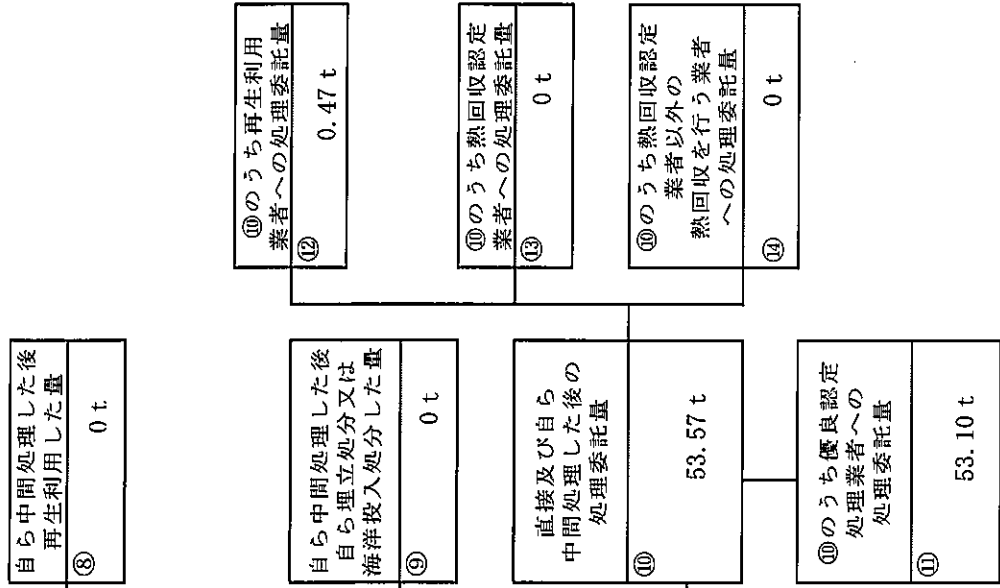 自ら中間処理した後
再生利用した量
⑧
0 t
自ら中間処理した後
自ら埋立処分又は
海洋投入処分した量
⑨
0 t
直接及び自ら
中間処理した後の
処理委託量
⑩
53.57 t
⑩のうち優良認定
処理業者への
処理委託量
⑪
53.10 t
⑩のうち再生利用
業者への処理委託量
⑫
0.47 t
⑩のうち熱回収認定
業者への処理委託量
⑬
0 t
⑩のうち熱回収認定
業者以外の
熱回収を行う業者
への処理委託量
⑭
0 t